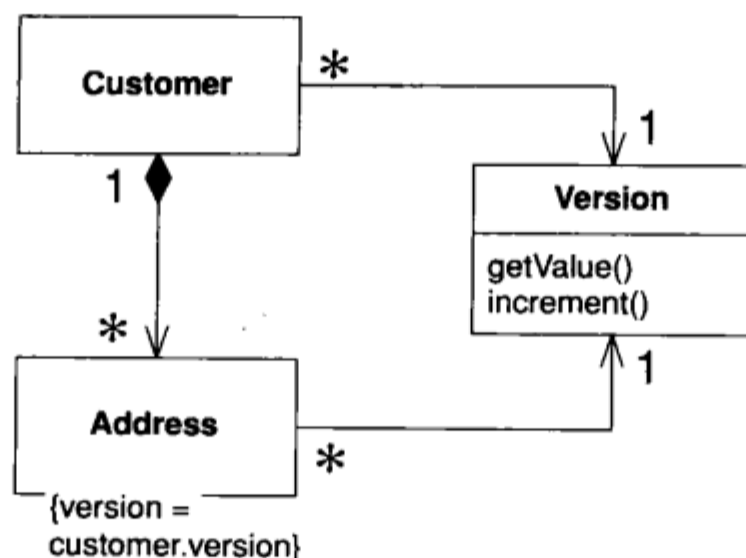 Customer
*
1
1
Version
getValue()
increment()
*
1
Address
*
{version =
customer.version}